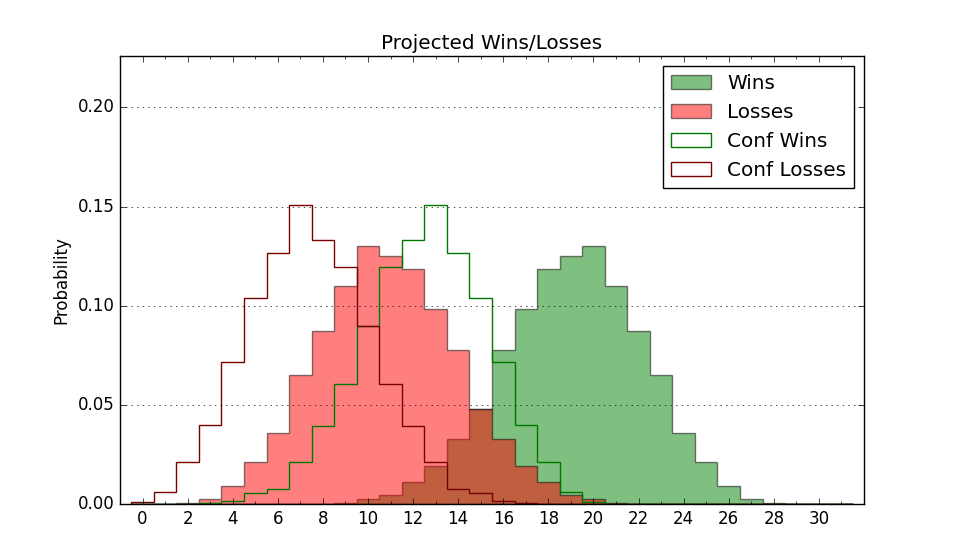 Projected Wins/Losses
Wins
Losses
Conf Wins
Conf Losses
Probability
0.20
0.15
0.10
0.05
0.00
0 2 4 6 8 10 12 14 16 18 20 22 24 26 28 30